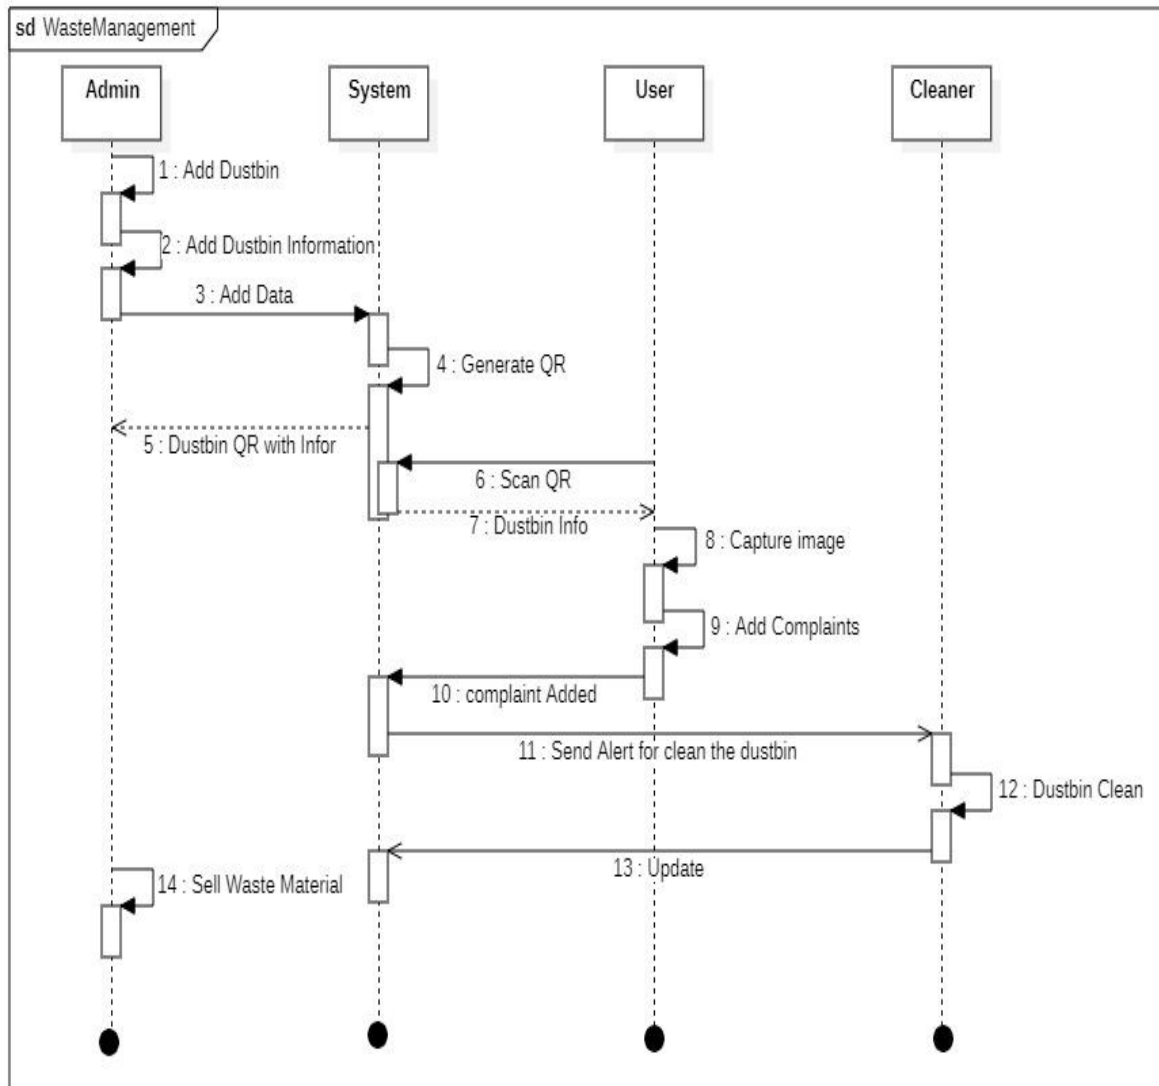 sd WasteManagement
Admin
System
User
Cleaner
1 : Add Dustbin
2 : Add Dustbin Information
3 : Add Data
4 : Generate QR
5 : Dustbin QR with Infor
6 : Scan QR
7 : Dustbin Info
8 : Capture image
9 : Add Complaints
10 : complaint Added
11 : Send Alert for clean the dustbin
12 : Dustbin Clean
13 : Update
14 : Sell Waste Material